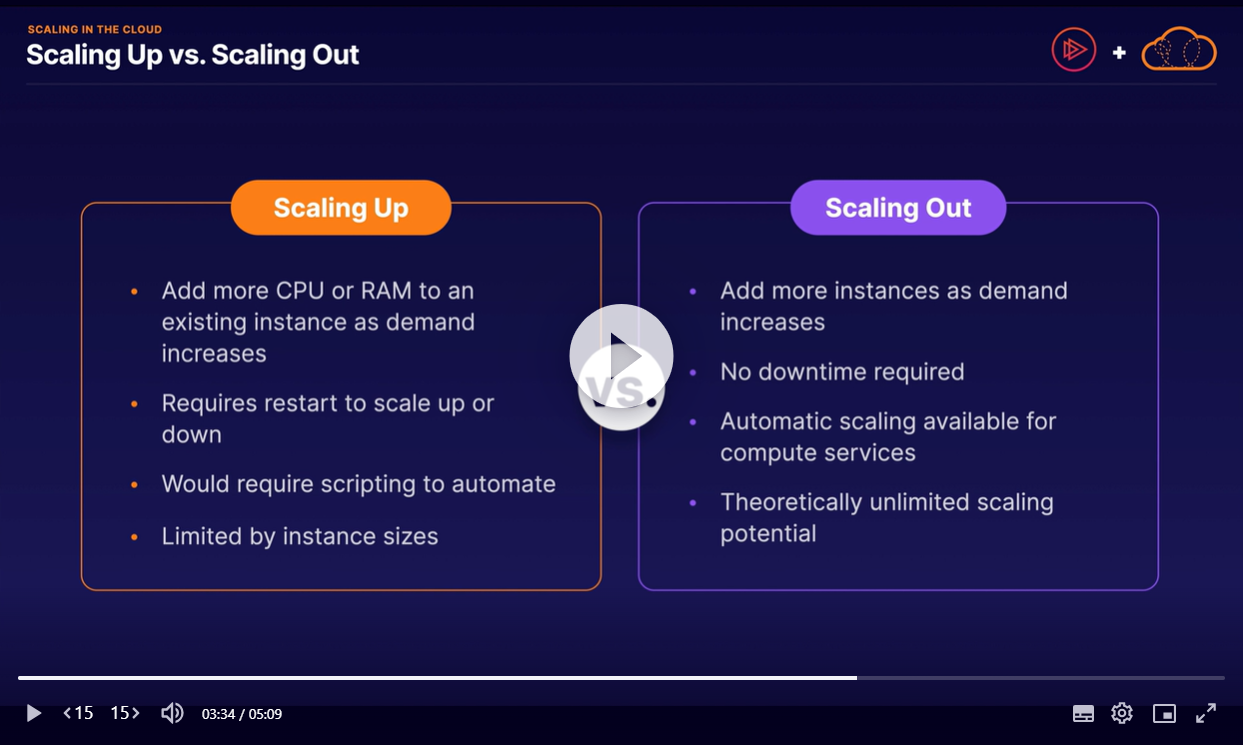 SCALING IN THE CLOUD
Scaling Up vs. Scaling Out
Scaling Up
Add more CPU or RAM to an
existing instance as demand
increases
Requires restart to scale up or
down
Would require scripting to automate
Limited by instance sizes
vs.
Scaling Out
Add more instances as demand
increases
No downtime required
Automatic scaling available for
compute services
Theoretically unlimited scaling
potential
15 15 03:34 / 05:09